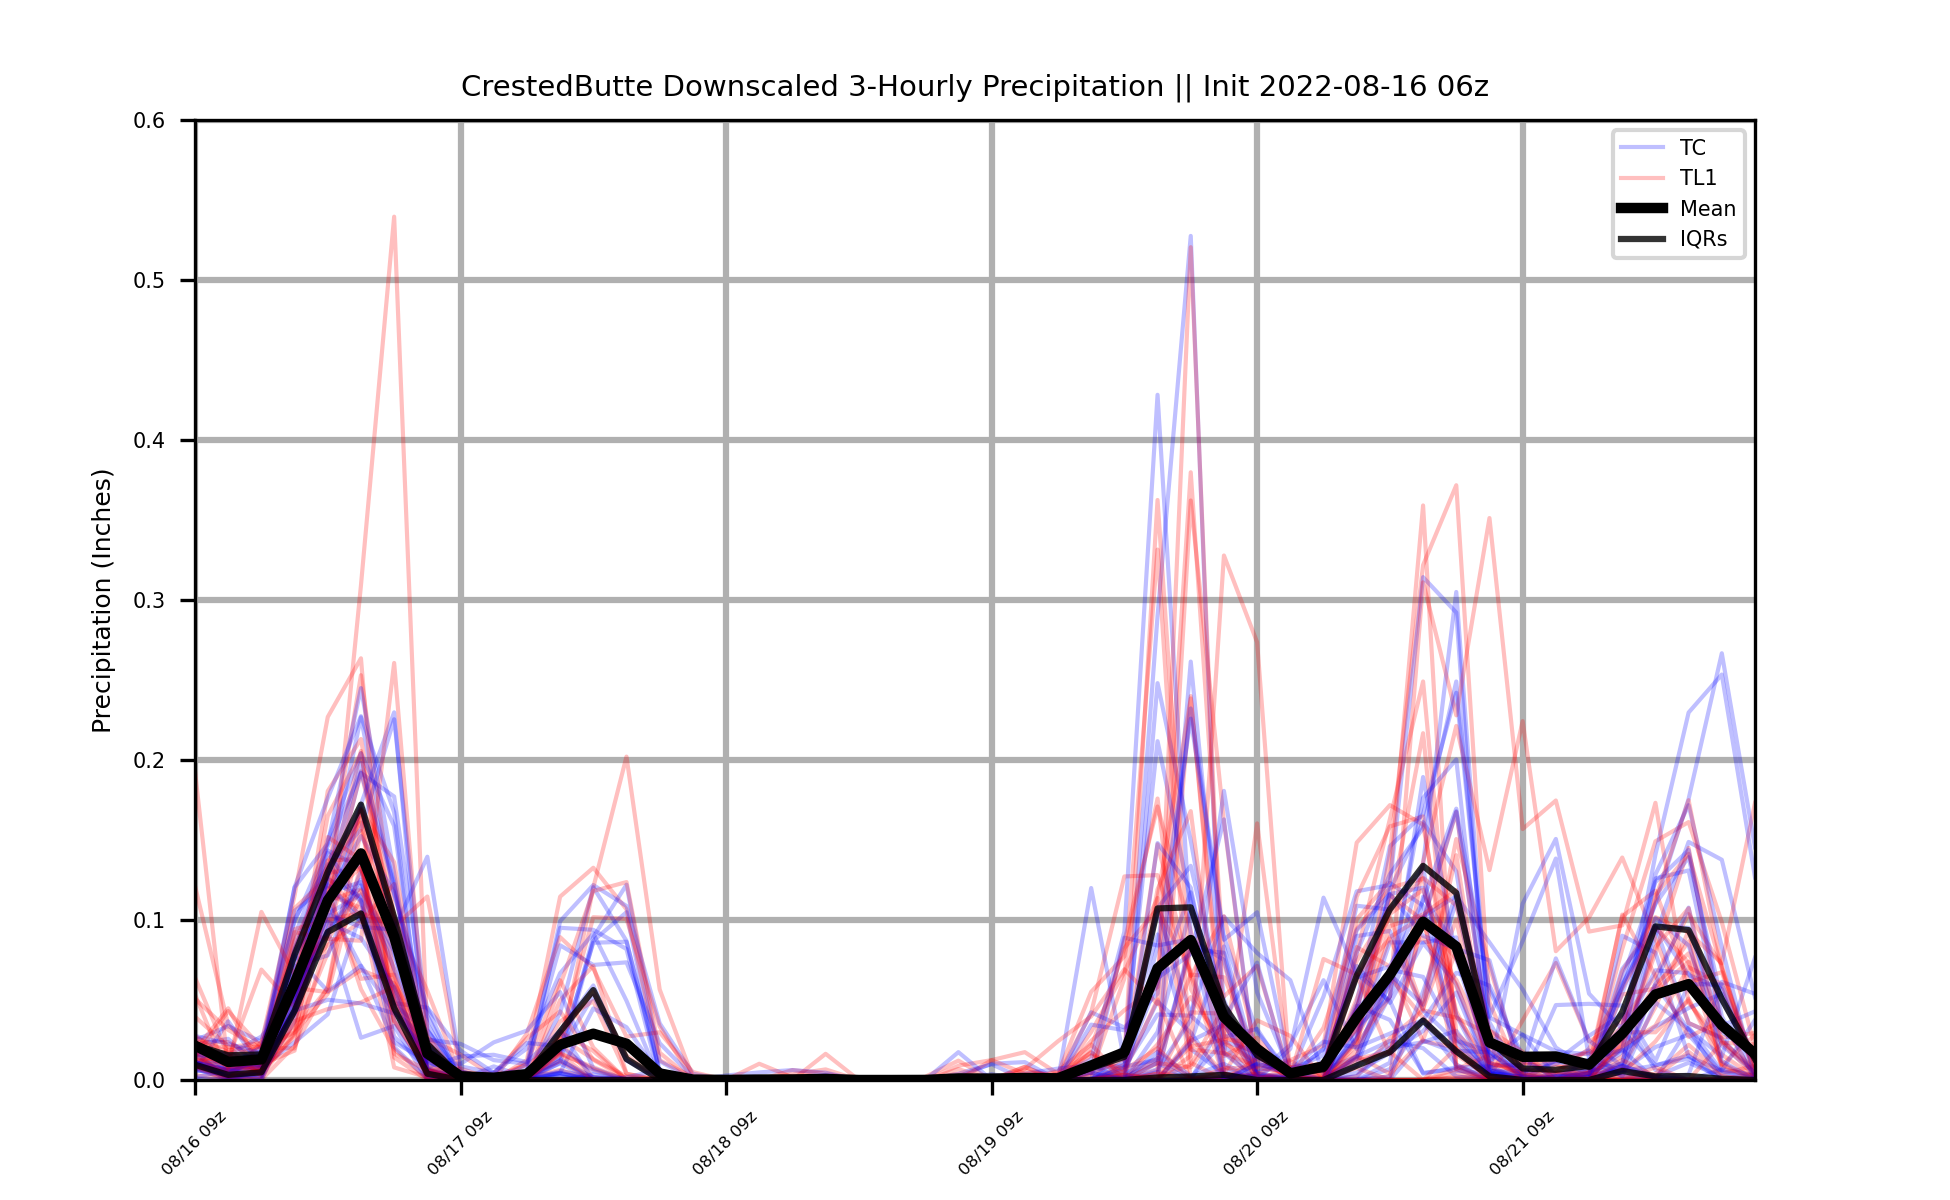 CrestedButte Downscaled 3-Hourly Precipitation || Init 2022-08-16 06z
TC
TL1
Mean
IQRs
Precipitation (Inches)
0.6
0.5
0.4
0.3
0.2
0.1
0.0
08/16 09z
08/17 09z
08/18 09z
08/19 09z
08/20 09z
08/21 09z